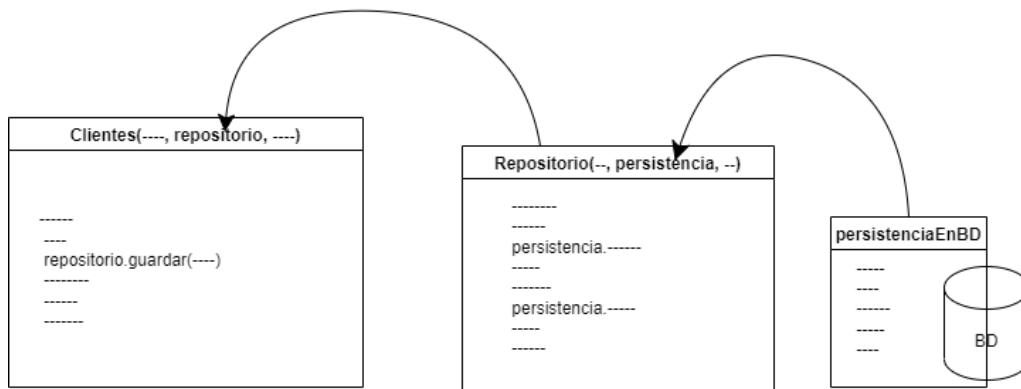 Clientes(----, repositorio, ----)
------
----
repositorio.guardar(----)
--------
------
-------
Repositorio(--, persistencia, --)
--------
------
persistencia.------
-----
-------
persistencia.-----
-----
------
persistenciaEnBD
-----
----
------
-----
----
BD